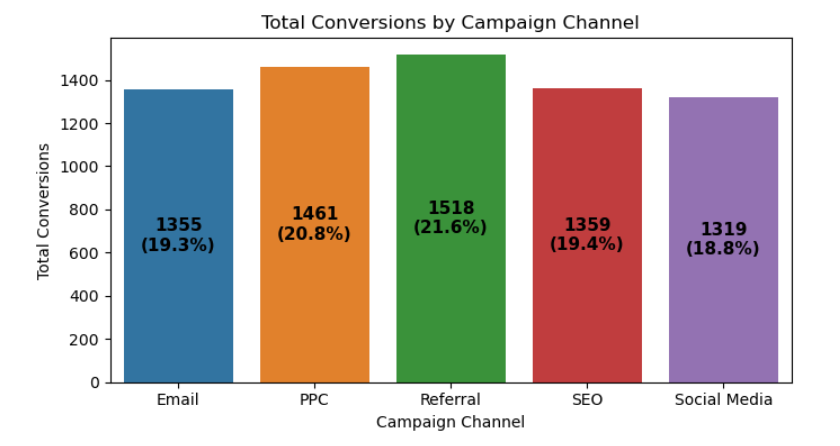 Total Conversions by Campaign Channel
Total Conversions
1400
1200
1000
800
600
400
200
0
1355
(19.3%)
1461
(20.8%)
1518
(21.6%)
1359
(19.4%)
1319
(18.8%)
Email
PPC
Referral
SEO
Social Media
Campaign Channel